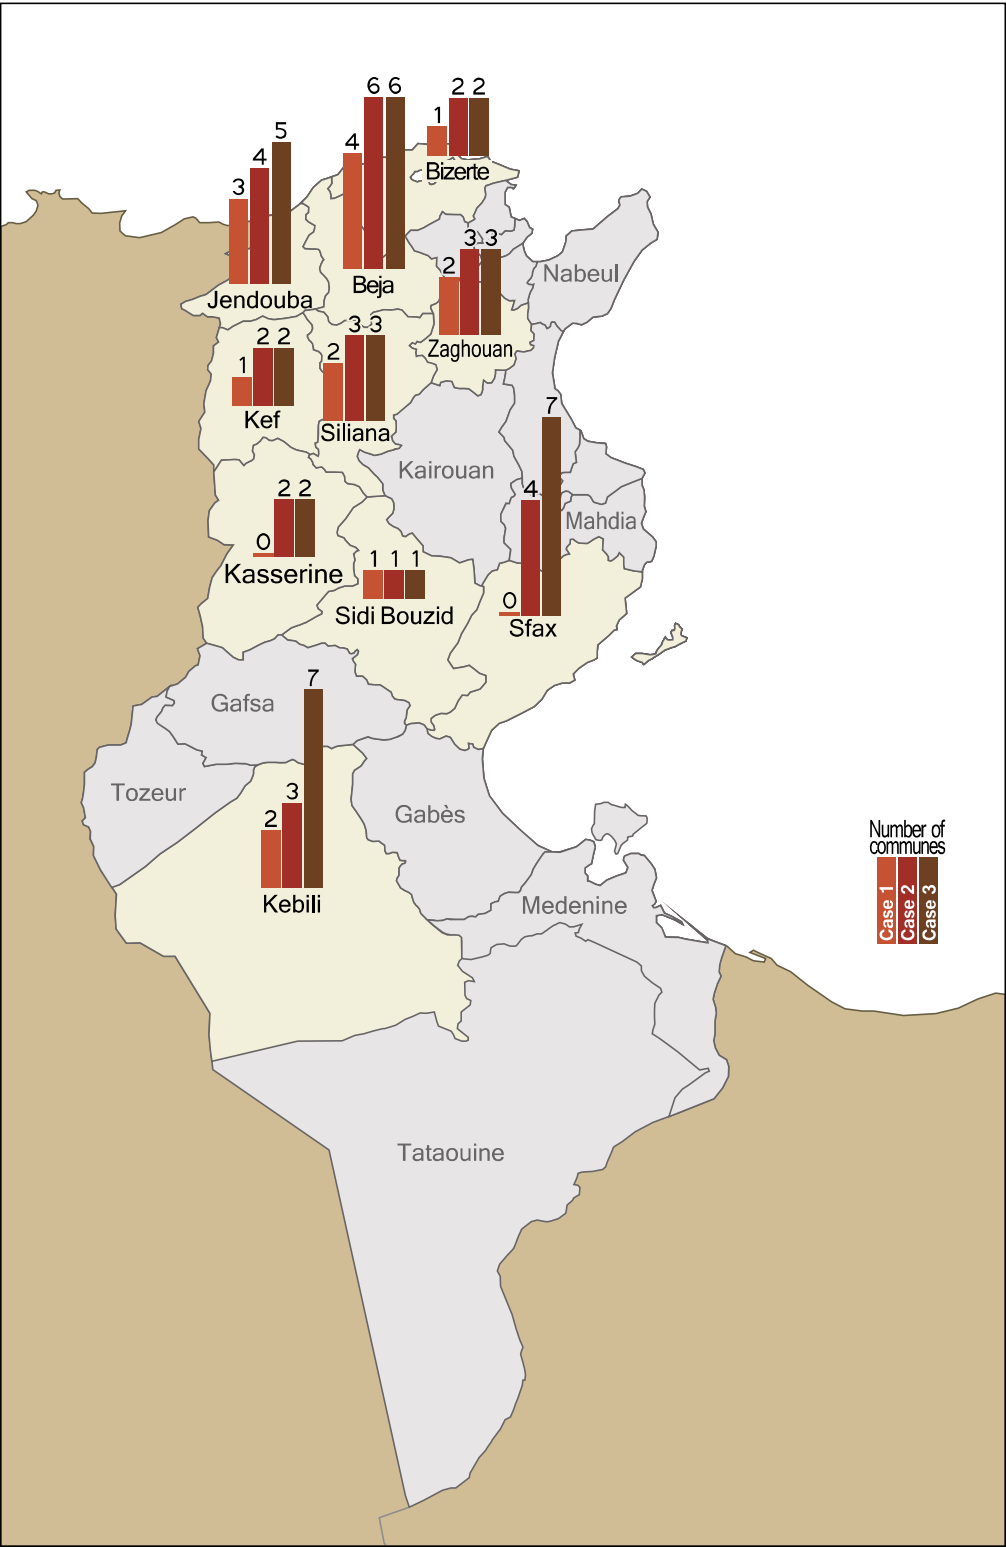 6 6
2 2
1
5
4
4
3
Bizerte
3 3
2
Nabeul
Beja
Jendouba
3 3
2
Zaghouan
2 2
1
7
Kef
Siliana
Kairouan
2 2
4
0
Mahdia
1 1 1
Kasserine
0
Sidi Bouzid
Sfax
7
Gafsa
3
2
Tozeur
Gabès
Kebili
Medenine
Number of
communes
Case 1
Case 2
Case 3
Tataouine